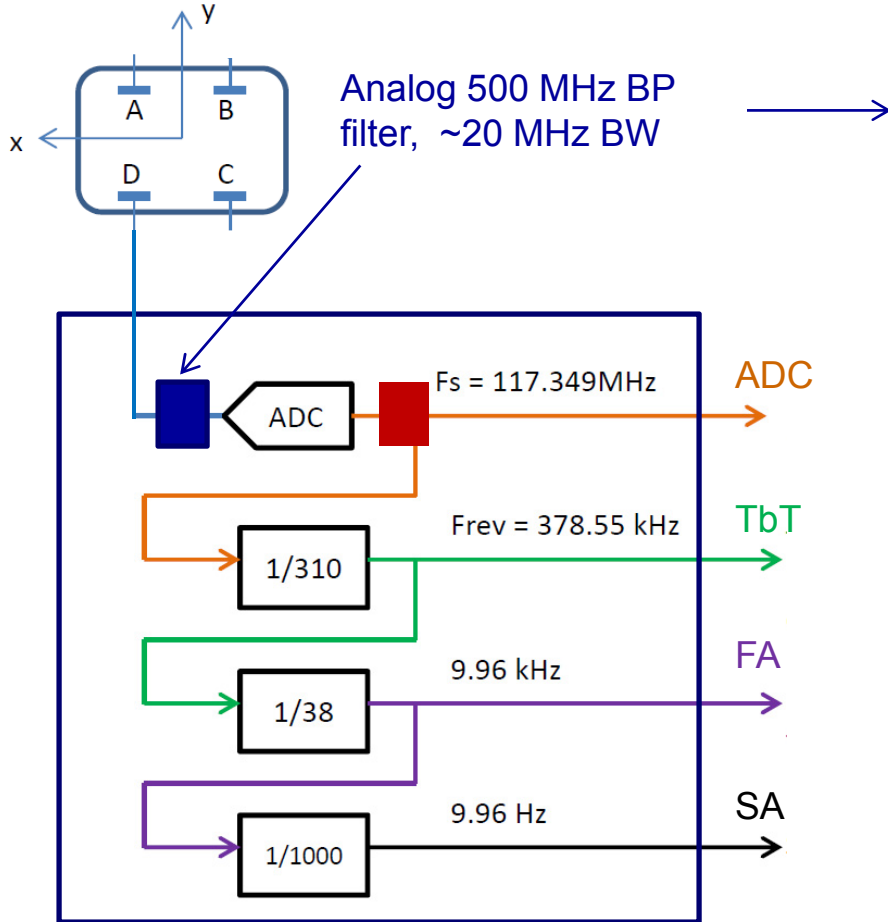 y
A
B
x
D
C
Analog 500 MHz BP
filter,  ~20 MHz BW
ADC
Fs = 117.349MHz
ADC
1/310
Frev = 378.55 kHz
TbT
1/38
9.96 kHz
FA
1/1000
9.96 Hz
SA